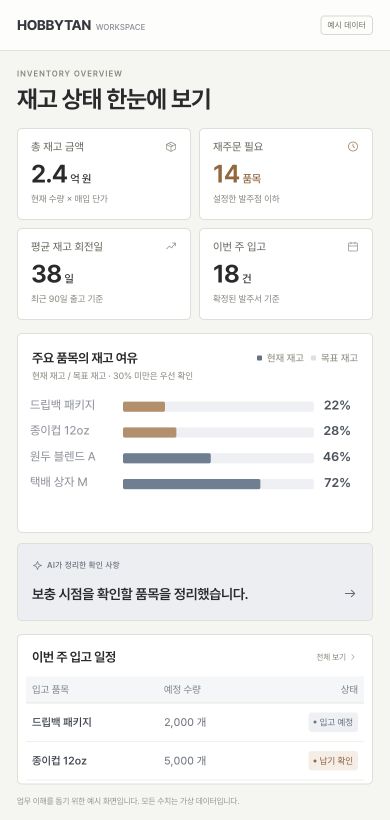 HOBBYTAN WORKSPACE 예시 데이터
INVENTORY OVERVIEW
재고 상태 한눈에 보기
총 재고 금액
2.4 억 원
현재 수량 × 매입 단가
재주문 필요
14 품목
설정한 발주점 이하
평균 재고 회전일
38 일
최근 90일 출고 기준
이번 주 입고
18 건
확정된 발주서 기준
주요 품목의 재고 여유 현재 재고 목표 재고
현재 재고 / 목표 재고 · 30% 미만은 우선 확인
드립백 패키지 22%
종이컵 12oz 28%
원두 블렌드 A 46%
택배 상자 M 72%
AI가 정리한 확인 사항
보충 시점을 확인할 품목을 정리했습니다. →
이번 주 입고 일정 전체 보기 >
입고 품목 예정 수량 상태
드립백 패키지 2,000 개 • 입고 예정
종이컵 12oz 5,000 개 • 납기 확인
업무 이해를 돕기 위한 예시 화면입니다. 모든 수치는 가상 데이터입니다.